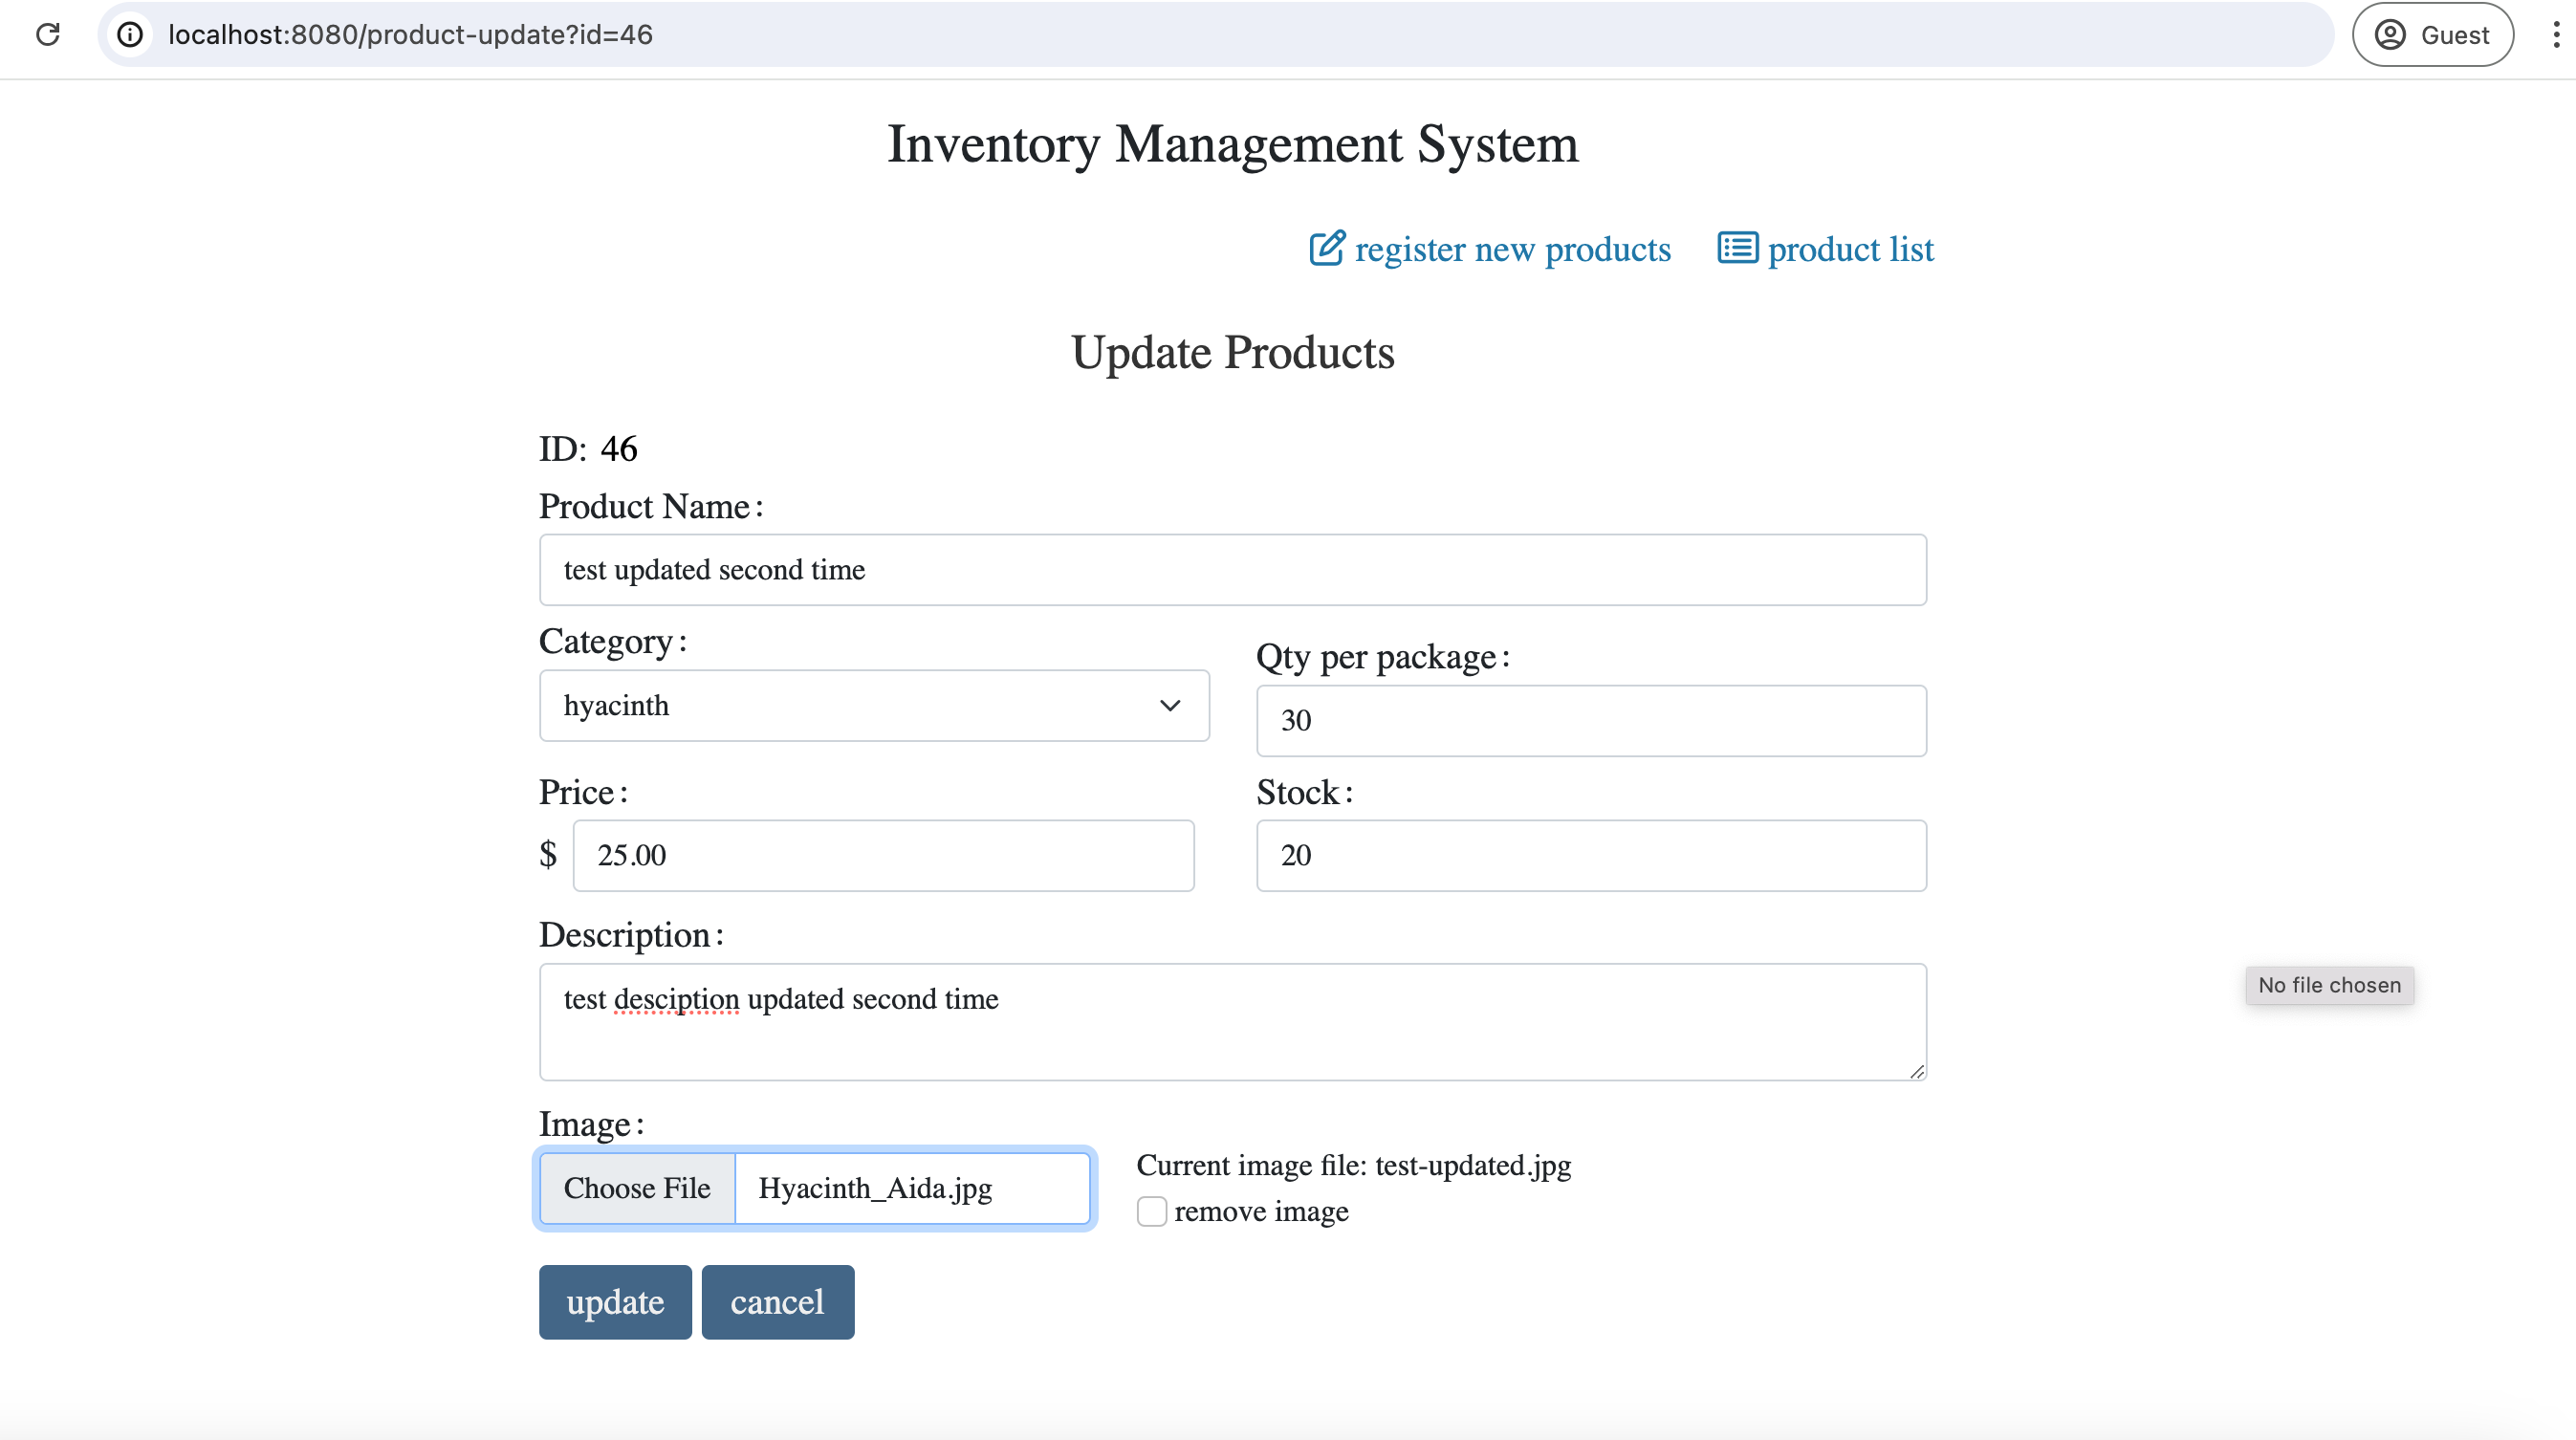 localhost:8080/product-update?id=46
Guest
Inventory Management System
register new products product list
Update Products
ID: 46
Product Name:
test updated second time
Category:
hyacinth
Qty per package:
30
Price:
$ 25.00
Stock:
20
Description:
test desciption updated second time
No file chosen
Image:
Choose File Hyacinth_Aida.jpg
Current image file: test-updated.jpg
remove image
update cancel